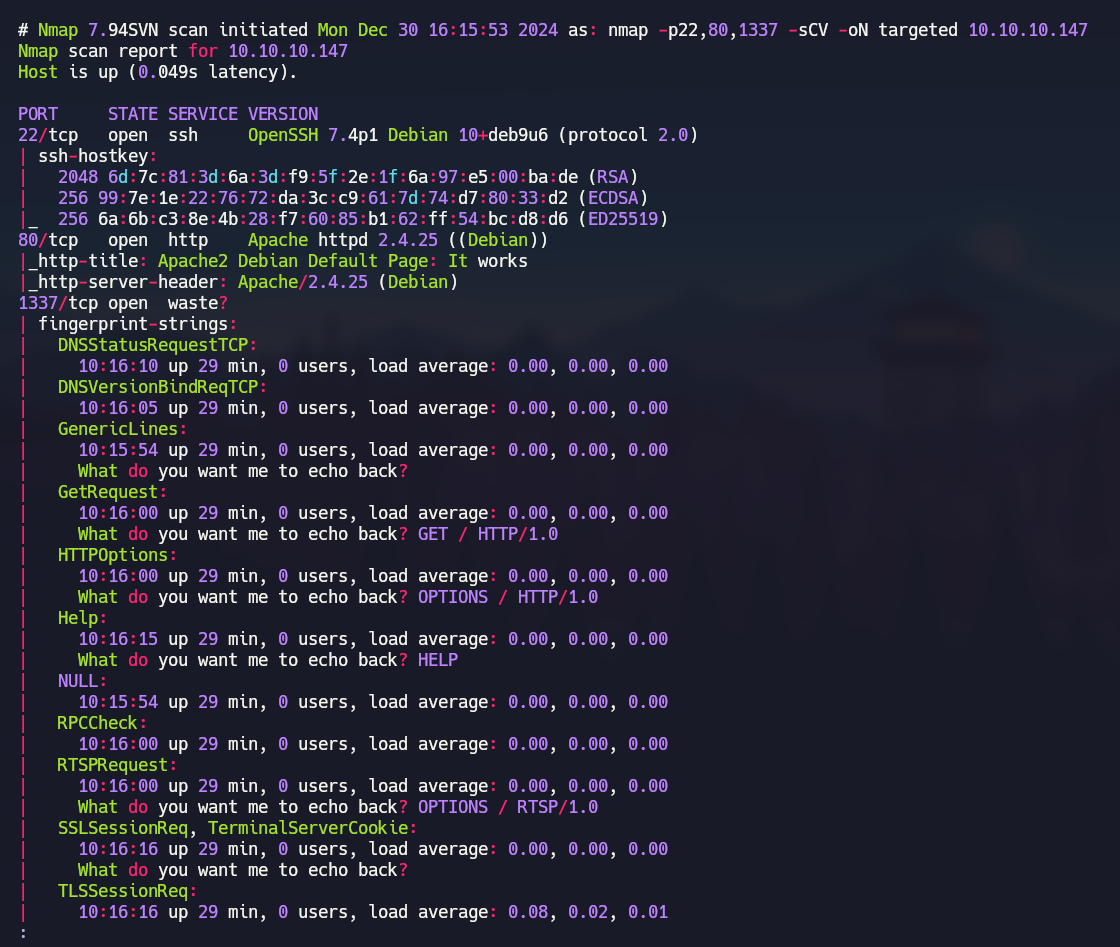 # Nmap 7.94SVN scan initiated Mon Dec 30 16:15:53 2024 as: nmap -p22,80,1337 -sCV -oN targeted 10.10.10.147
Nmap scan report for 10.10.10.147
Host is up (0.049s latency).
PORT     STATE SERVICE VERSION
22/tcp   open  ssh     OpenSSH 7.4p1 Debian 10+deb9u6 (protocol 2.0)
| ssh-hostkey:
|   2048 6d:7c:81:3d:6a:3d:f9:5f:2e:1f:6a:97:e5:00:ba:de (RSA)
|   256 99:7e:1e:22:76:72:da:3c:c9:61:7d:74:d7:80:33:d2 (ECDSA)
|_  256 6a:6b:c3:8e:4b:28:f7:60:85:b1:62:ff:54:bc:d8:d6 (ED25519)
80/tcp   open  http    Apache httpd 2.4.25 ((Debian))
|_http-title: Apache2 Debian Default Page: It works
|_http-server-header: Apache/2.4.25 (Debian)
1337/tcp open  waste?
| fingerprint-strings:
|   DNSStatusRequestTCP:
|     10:16:10 up 29 min, 0 users, load average: 0.00, 0.00, 0.00
|   DNSVersionBindReqTCP:
|     10:16:05 up 29 min, 0 users, load average: 0.00, 0.00, 0.00
|   GenericLines:
|     10:15:54 up 29 min, 0 users, load average: 0.00, 0.00, 0.00
|     What do you want me to echo back?
|   GetRequest:
|     10:16:00 up 29 min, 0 users, load average: 0.00, 0.00, 0.00
|     What do you want me to echo back? GET / HTTP/1.0
|   HTTPOptions:
|     10:16:00 up 29 min, 0 users, load average: 0.00, 0.00, 0.00
|     What do you want me to echo back? OPTIONS / HTTP/1.0
|   Help:
|     10:16:15 up 29 min, 0 users, load average: 0.00, 0.00, 0.00
|     What do you want me to echo back? HELP
|   NULL:
|     10:15:54 up 29 min, 0 users, load average: 0.00, 0.00, 0.00
|   RPCCheck:
|     10:16:00 up 29 min, 0 users, load average: 0.00, 0.00, 0.00
|   RTSPRequest:
|     10:16:00 up 29 min, 0 users, load average: 0.00, 0.00, 0.00
|     What do you want me to echo back? OPTIONS / RTSP/1.0
|   SSLSessionReq, TerminalServerCookie:
|     10:16:16 up 29 min, 0 users, load average: 0.00, 0.00, 0.00
|     What do you want me to echo back?
|   TLSSessionReq:
|     10:16:16 up 29 min, 0 users, load average: 0.08, 0.02, 0.01
: